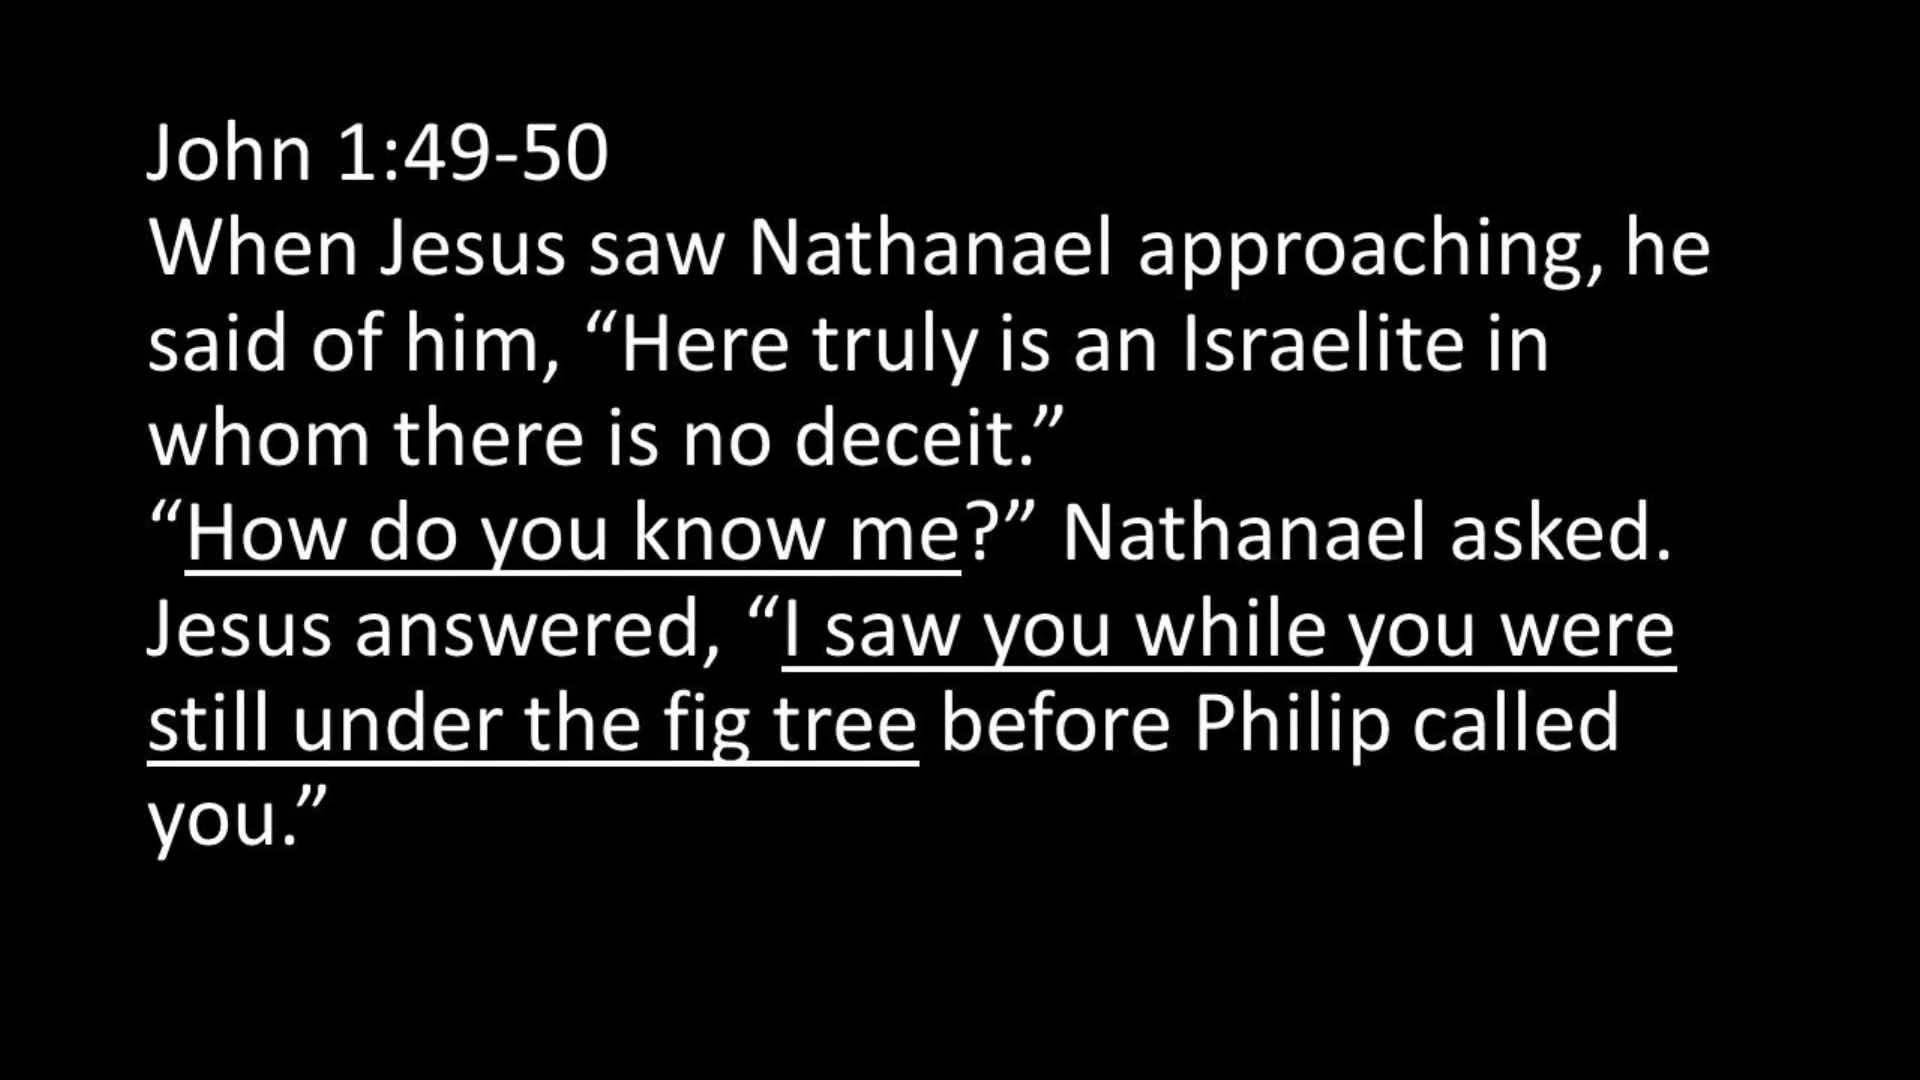 John 1:49-50
When Jesus saw Nathanael approaching, he
said of him, “Here truly is an Israelite in
whom there is no deceit.”
“How do you know me?” Nathanael asked.
Jesus answered, “I saw you while you were
still under the fig tree before Philip called
you.”